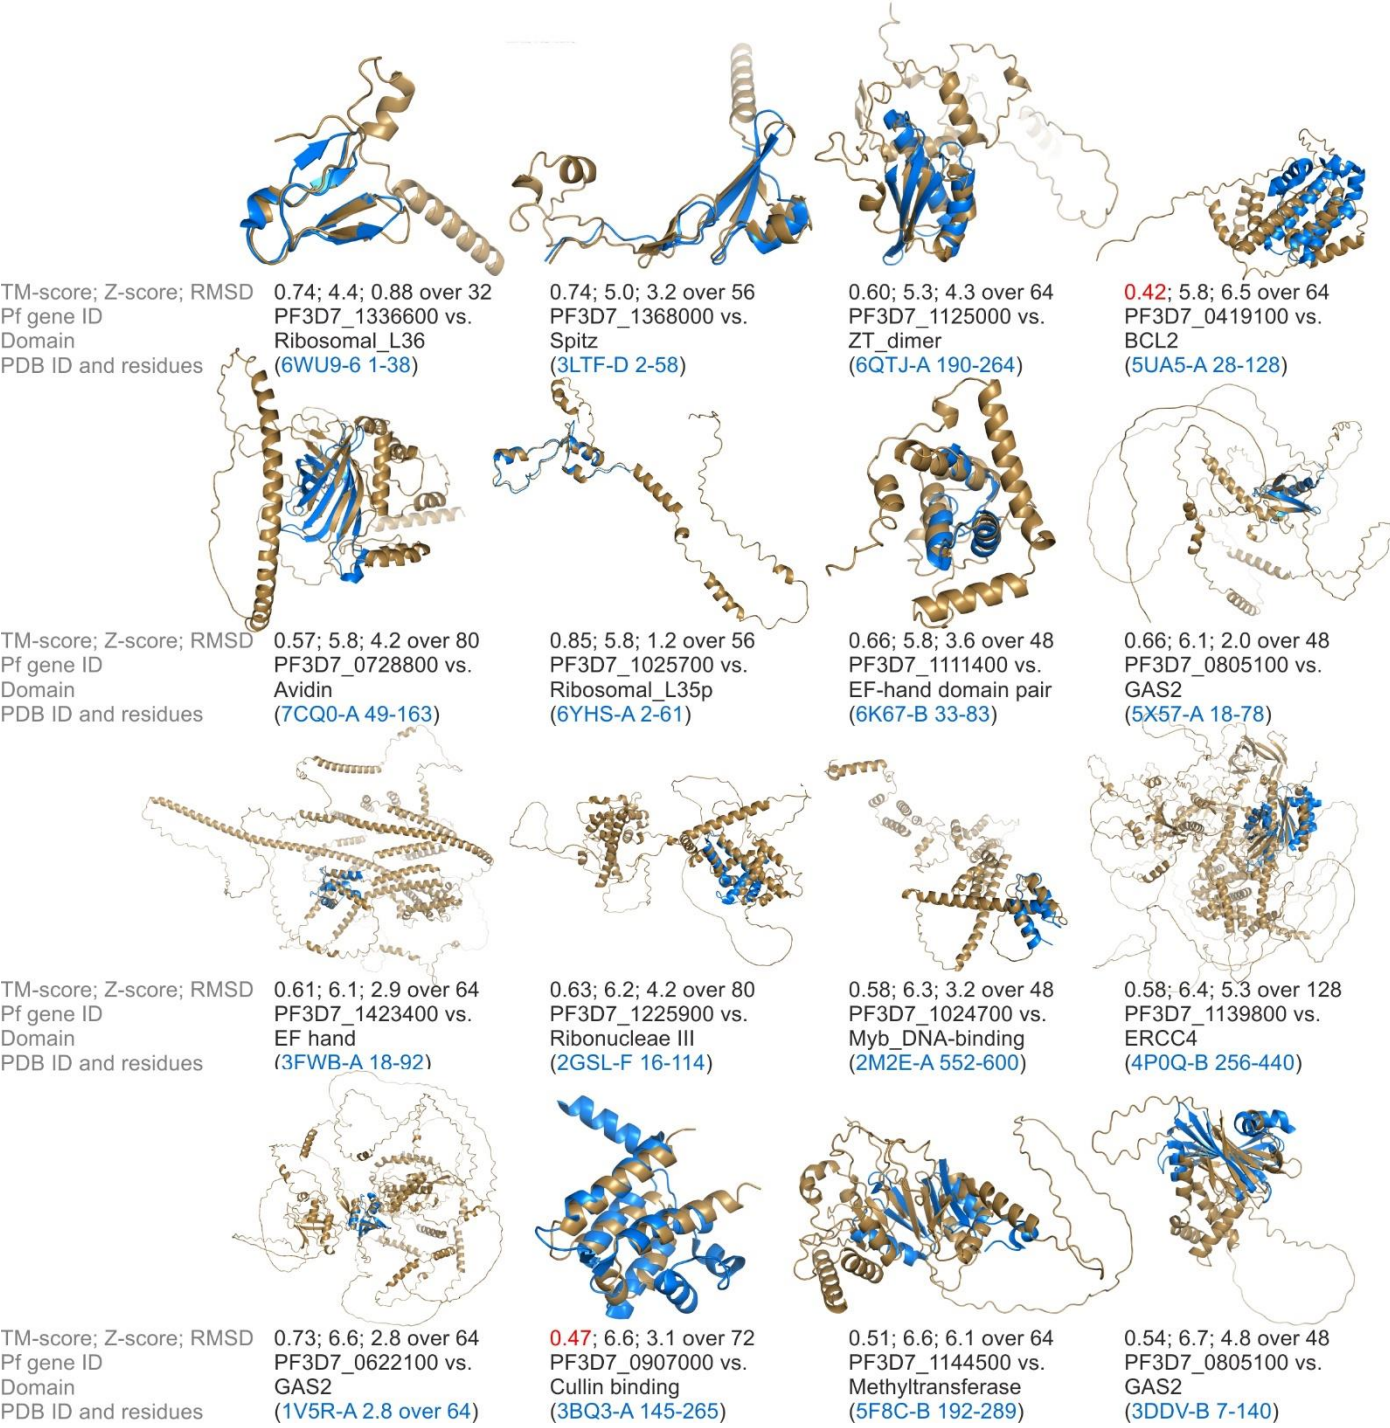 TM-score; Z-score; RMSD 0.74; 4.4; 0.88 over 32 0.74; 5.0; 3.2 over 56 0.60; 5.3; 4.3 over 64 0.42; 5.8; 6.5 over 64
Pf gene ID PF3D7_1336600 vs. PF3D7_1368000 vs. PF3D7_1125000 vs. PF3D7_0419100 vs.
Domain Ribosomal_L36 Spitz ZT_dimer BCL2
PDB ID and residues (6WU9-6 1-38) (3LTF-D 2-58) (6QTJ-A 190-264) (5UA5-A 28-128)
TM-score; Z-score; RMSD 0.57; 5.8; 4.2 over 80 0.85; 5.8; 1.2 over 56 0.66; 5.8; 3.6 over 48 0.66; 6.1; 2.0 over 48
Pf gene ID PF3D7_0728800 vs. PF3D7_1025700 vs. PF3D7_1111400 vs. PF3D7_0805100 vs.
Domain Avidin Ribosomal_L35p EF-hand domain pair GAS2
PDB ID and residues (7CQ0-A 49-163) (6YHS-A 2-61) (6K67-B 33-83) (5X57-A 18-78)
TM-score; Z-score; RMSD 0.61; 6.1; 2.9 over 64 0.63; 6.2; 4.2 over 80 0.58; 6.3; 3.2 over 48 0.58; 6.4; 5.3 over 128
Pf gene ID PF3D7_1423400 vs. PF3D7_1225900 vs. PF3D7_1024700 vs. PF3D7_1139800 vs.
Domain EF hand Ribonucleae III Myb_DNA-binding ERCC4
PDB ID and residues (3FWB-A 18-92) (2GSL-F 16-114) (2M2E-A 552-600) (4P0Q-B 256-440)
TM-score; Z-score; RMSD 0.73; 6.6; 2.8 over 64 0.47; 6.6; 3.1 over 72 0.51; 6.6; 6.1 over 64 0.54; 6.7; 4.8 over 48
Pf gene ID PF3D7_0622100 vs. PF3D7_0907000 vs. PF3D7_1144500 vs. PF3D7_0805100 vs.
Domain GAS2 Cullin binding Methyltransferase GAS2
PDB ID and residues (1V5R-A 2.8 over 64) (3BQ3-A 145-265) (5F8C-B 192-289) (3DDV-B 7-140)